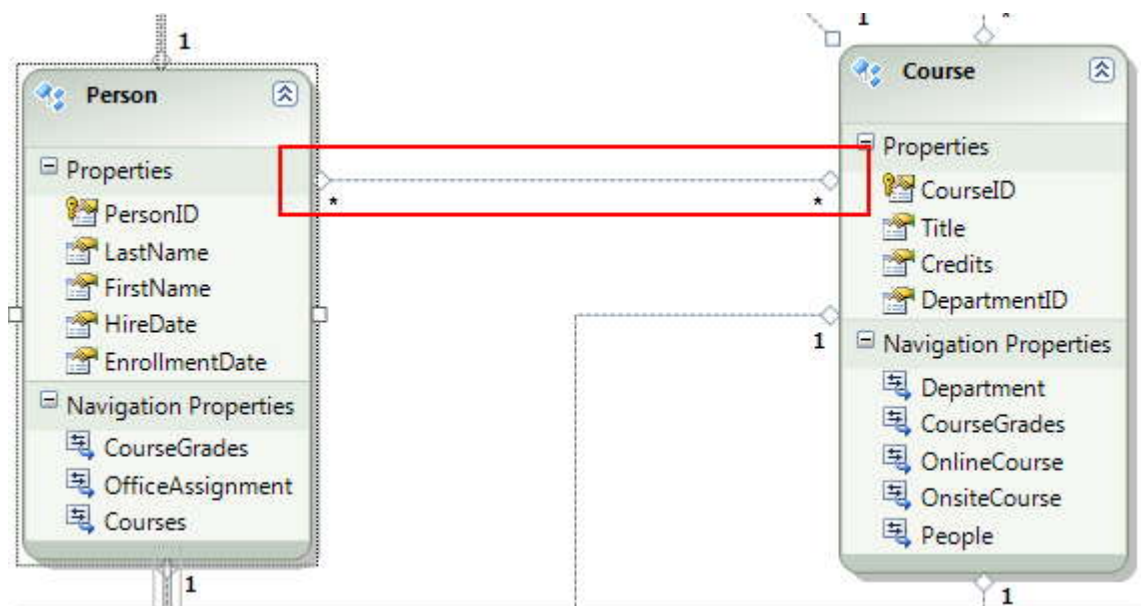 1
Person
Properties
PersonID
LastName
FirstName
HireDate
EnrollmentDate
Navigation Properties
CourseGrades
OfficeAssignment
Courses
1
*
*
1
*
Course
Properties
CourseID
Title
Credits
DepartmentID
1
Navigation Properties
Department
CourseGrades
OnlineCourse
OnsiteCourse
People
1